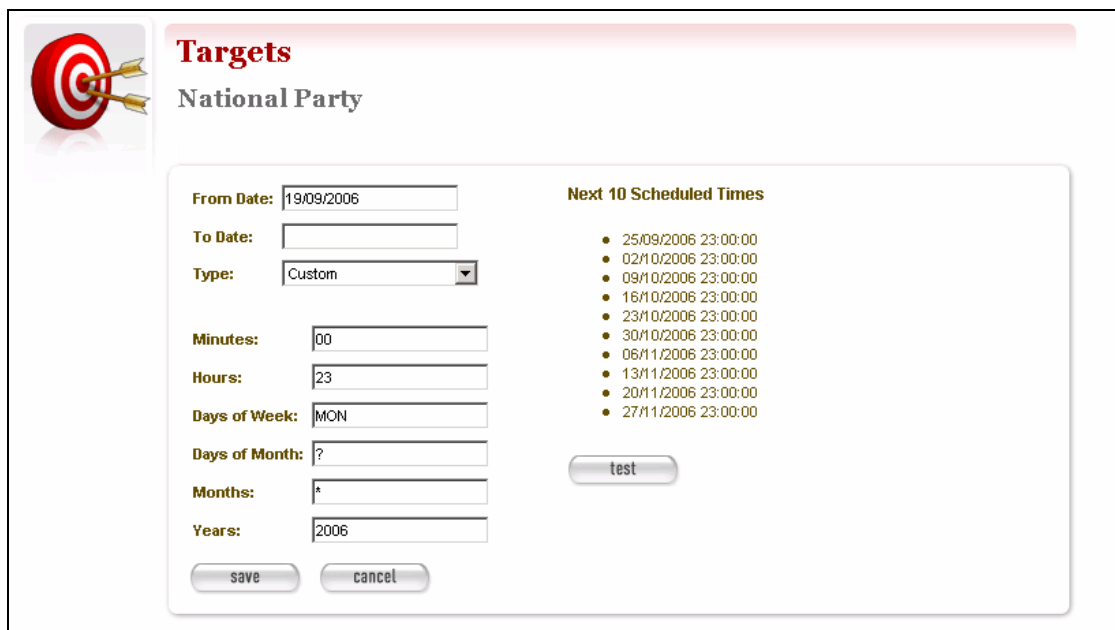 Targets
National Party
From Date: 19/09/2006
To Date:
Type: Custom
Minutes: 00
Hours: 23
Days of Week: MON
Days of Month: ?
Months: *
Years: 2006
save cancel
Next 10 Scheduled Times
25/09/2006 23:00:00
02/10/2006 23:00:00
09/10/2006 23:00:00
16/10/2006 23:00:00
23/10/2006 23:00:00
30/10/2006 23:00:00
06/11/2006 23:00:00
13/11/2006 23:00:00
20/11/2006 23:00:00
27/11/2006 23:00:00
test